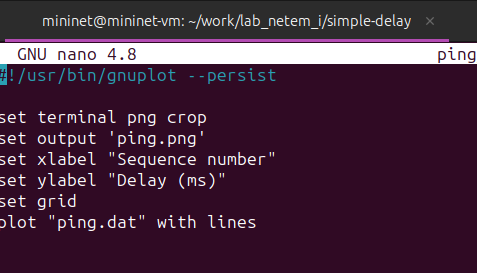 mininet@mininet-vm: ~/work/lab_netem_i/simple-delay ×
GNU nano 4.8 ping
#!/usr/bin/gnuplot --persist
set terminal png crop
set output 'ping.png'
set xlabel "Sequence number"
set ylabel "Delay (ms)"
set grid
plot "ping.dat" with lines